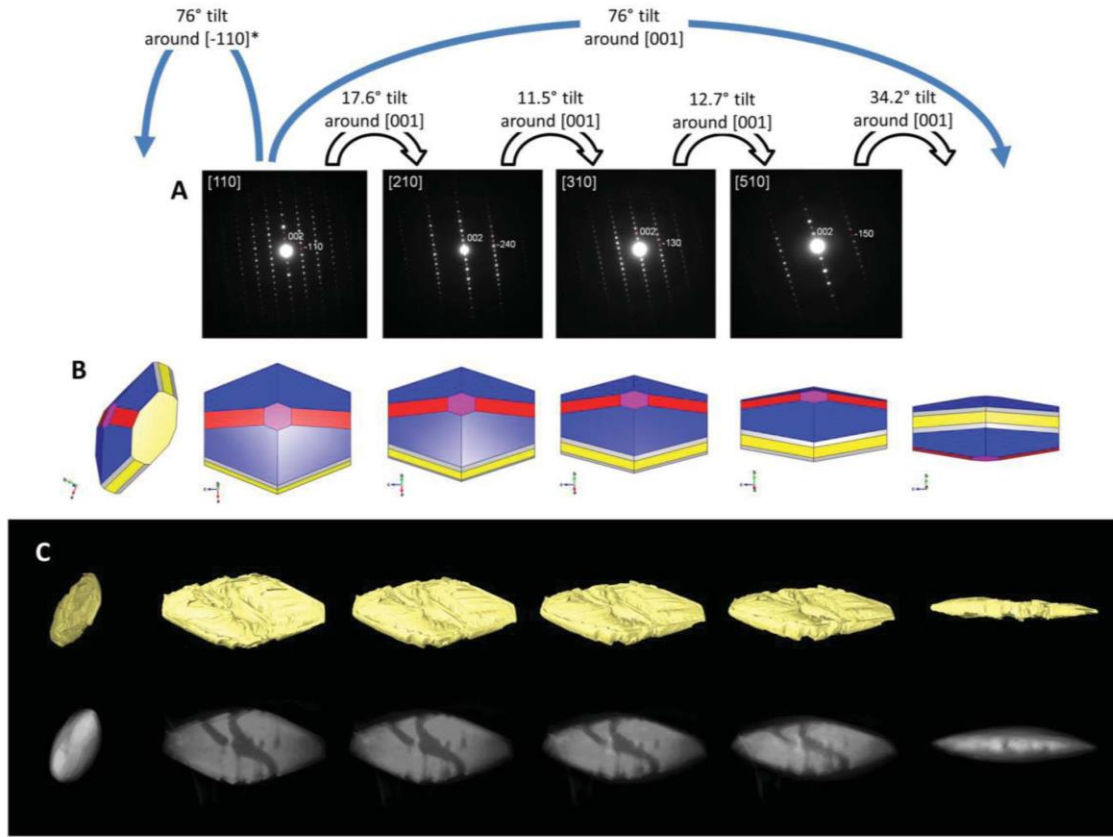 76° tilt
around [-110]*
76° tilt
around [001]
17.6° tilt
around [001]
11.5° tilt
around [001]
12.7° tilt
around [001]
34.2° tilt
around [001]
A
[110]
002
-110
[210]
002
-240
[310]
002
-130
[510]
002
-150
B
C